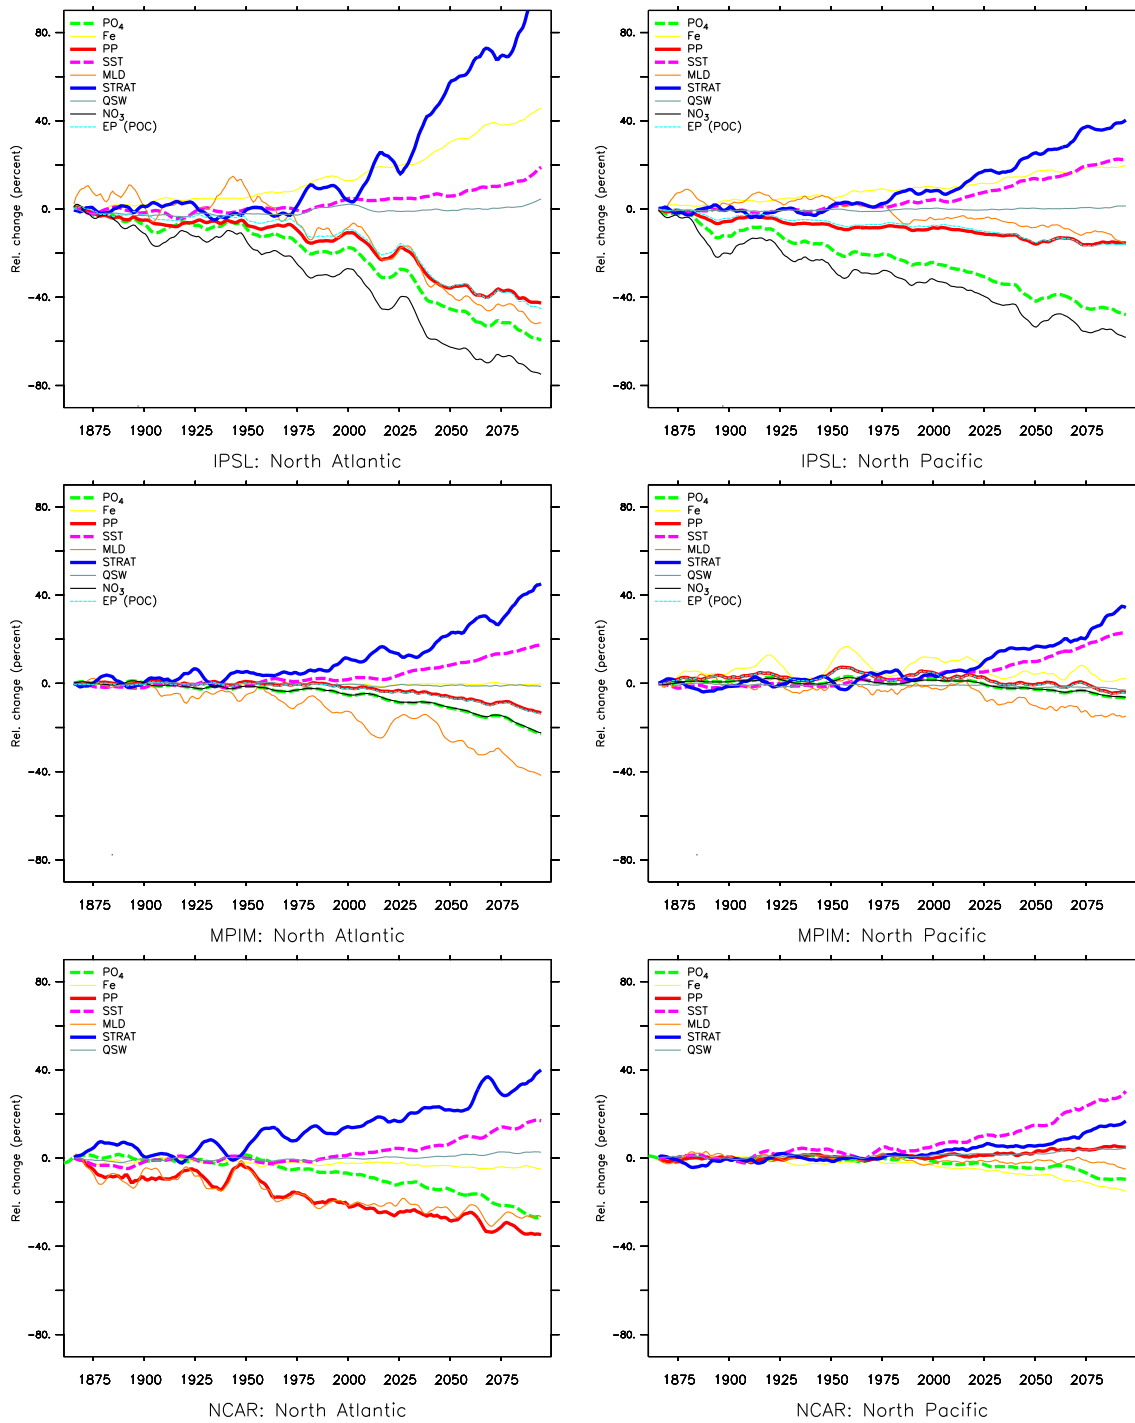 80.
40.
0.
-40.
-80.
Rel. change (percent)
PO4
Fe
PP
SST
MLD
STRAT
QSW
NO3
EP (POC)
1875 1900 1925 1950 1975 2000 2025 2050 2075
IPSL: North Atlantic
80.
40.
0.
-40.
-80.
Rel. change (percent)
PO4
Fe
PP
SST
MLD
STRAT
QSW
NO3
EP (POC)
1875 1900 1925 1950 1975 2000 2025 2050 2075
IPSL: North Pacific
80.
40.
0.
-40.
-80.
Rel. change (percent)
PO4
Fe
PP
SST
MLD
STRAT
QSW
NO3
EP (POC)
1875 1900 1925 1950 1975 2000 2025 2050 2075
MPIM: North Atlantic
80.
40.
0.
-40.
-80.
Rel. change (percent)
PO4
Fe
PP
SST
MLD
STRAT
QSW
NO3
EP (POC)
1875 1900 1925 1950 1975 2000 2025 2050 2075
MPIM: North Pacific
80.
40.
0.
-40.
-80.
Rel. change (percent)
PO4
Fe
PP
SST
MLD
STRAT
QSW
1875 1900 1925 1950 1975 2000 2025 2050 2075
NCAR: North Atlantic
80.
40.
0.
-40.
-80.
Rel. change (percent)
PO4
Fe
PP
SST
MLD
STRAT
QSW
1875 1900 1925 1950 1975 2000 2025 2050 2075
NCAR: North Pacific